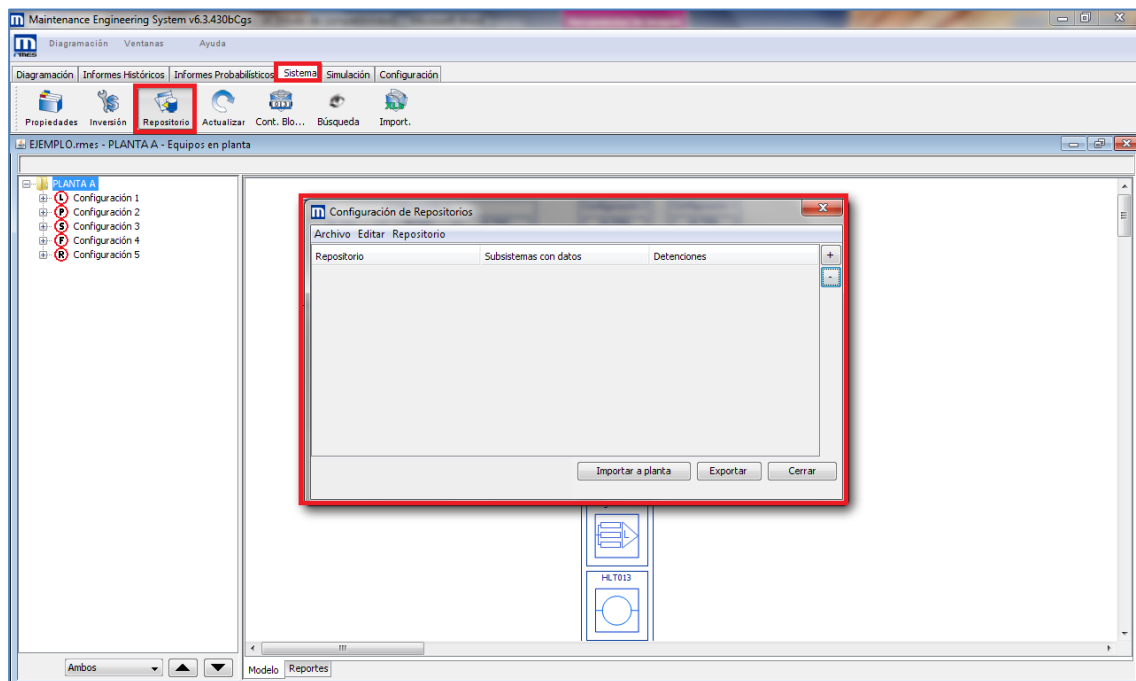 Maintenance Engineering System v6.3.430bCgs
rmes Diagramación Ventanas Ayuda
Diagramación Informes Históricos Informes Probabilísticos Sistema Simulación Configuración
Propiedades Inversión Repositorio Actualizar Cont. Blo... Búsqueda Import.
EJEMPLO.rmes - PLANTA A - Equipos en planta
PLANTA A
L Configuración 1
P Configuración 2
S Configuración 3
F Configuración 4
R Configuración 5
Configuración de Repositorios
Archivo Editar Repositorio
Repositorio Subsistemas con datos Detenciones
+
-
Importar a planta Exportar Cerrar
L
HLT013
Ambos
Modelo Reportes